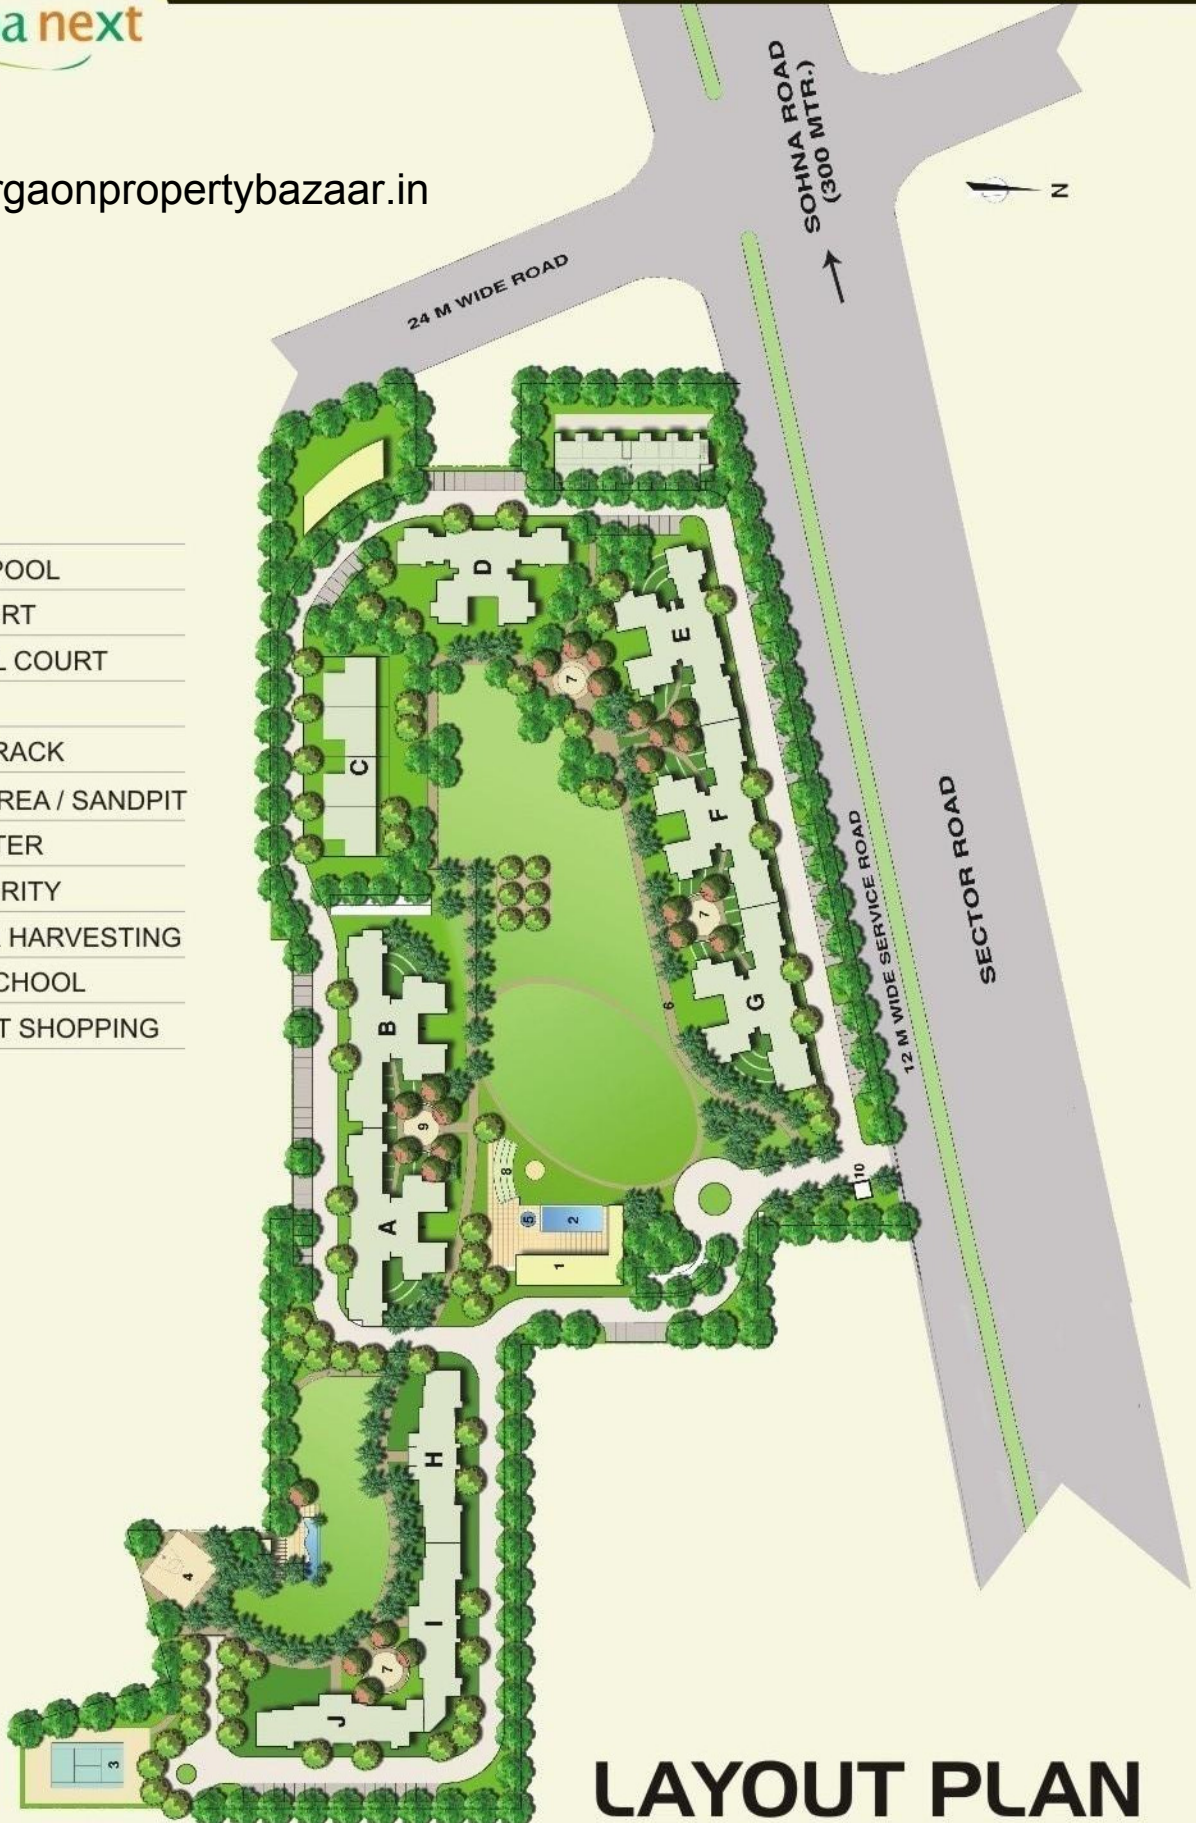 a next
rgaonpropertybazaar.in
SOHNA ROAD
(300 MTR.)
N
24 M WIDE ROAD
POOL
RT
L COURT
RACK
REA / SANDPIT
TER
RITY
HARVESTING
CHOOL
T SHOPPING
D
E
7
C
F
7
B
G
6
12 M WIDE SERVICE ROAD
SECTOR ROAD
9
8
10
A
5
2
1
H
4
I
7
J
3
LAYOUT PLAN